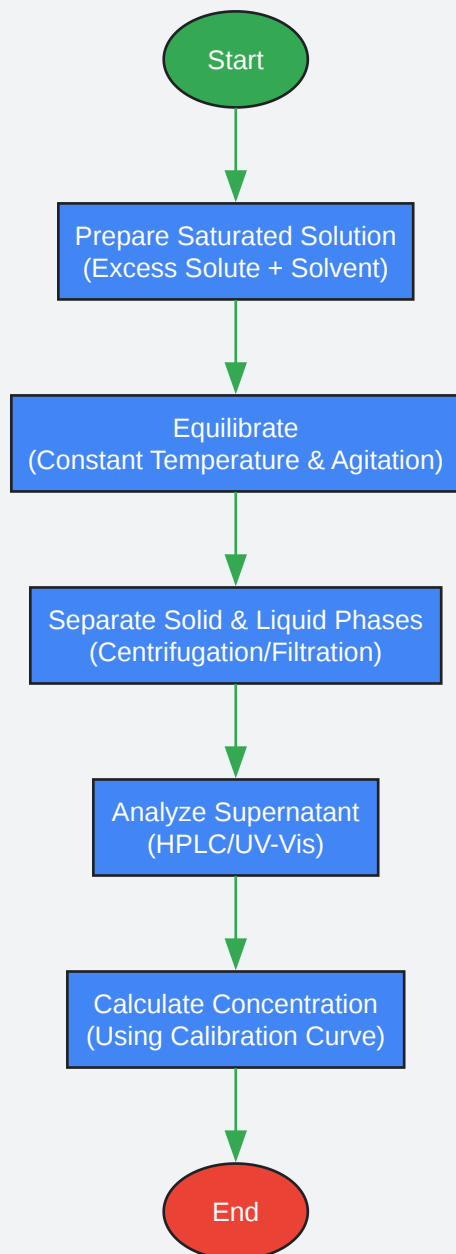 Start
Prepare Saturated Solution
(Excess Solute + Solvent)
Equilibrate
(Constant Temperature & Agitation)
Separate Solid & Liquid Phases
(Centrifugation/Filtration)
Analyze Supernatant
(HPLC/UV-Vis)
Calculate Concentration
(Using Calibration Curve)
End